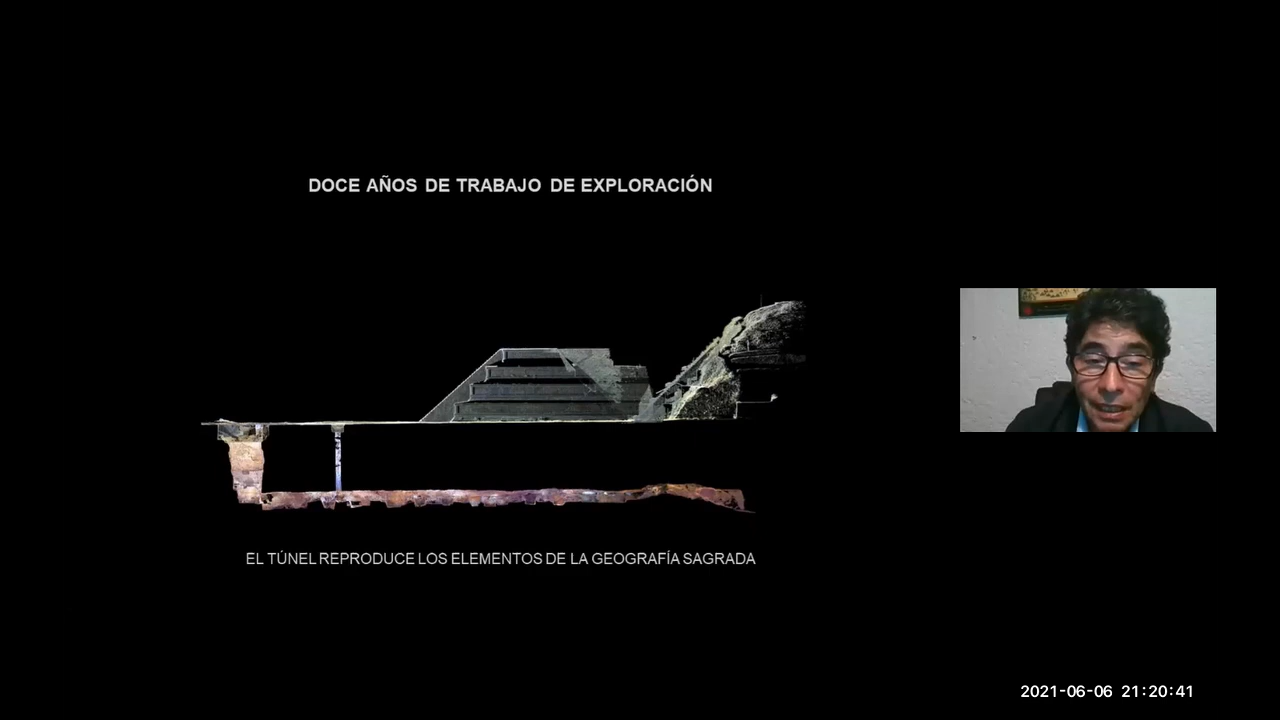 DOCE AÑOS DE TRABAJO DE EXPLORACIÓN
EL TÚNEL REPRODUCE LOS ELEMENTOS DE LA GEOGRAFÍA SAGRADA
2021-06-06 21:20:41